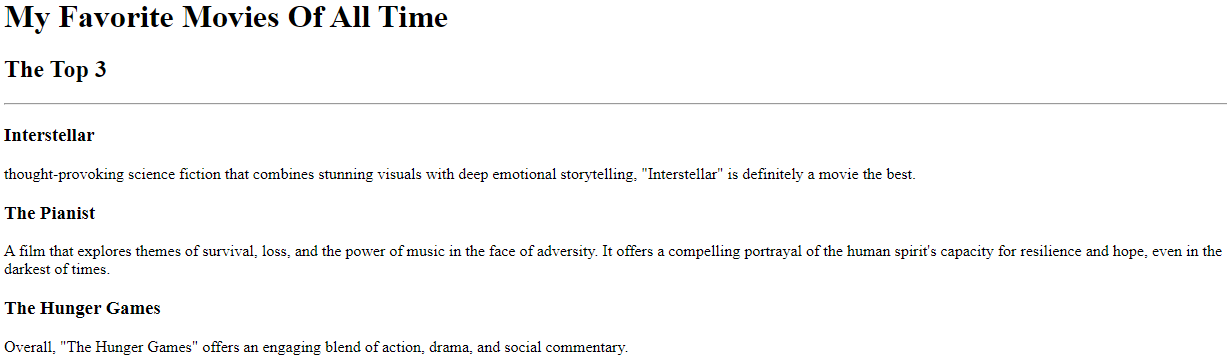 My Favorite Movies Of All Time
The Top 3
Interstellar
thought-provoking science fiction that combines stunning visuals with deep emotional storytelling, "Interstellar" is definitely a movie the best.
The Pianist
A film that explores themes of survival, loss, and the power of music in the face of adversity. It offers a compelling portrayal of the human spirit's capacity for resilience and hope, even in the
darkest of times.
The Hunger Games
Overall, "The Hunger Games" offers an engaging blend of action, drama, and social commentary.